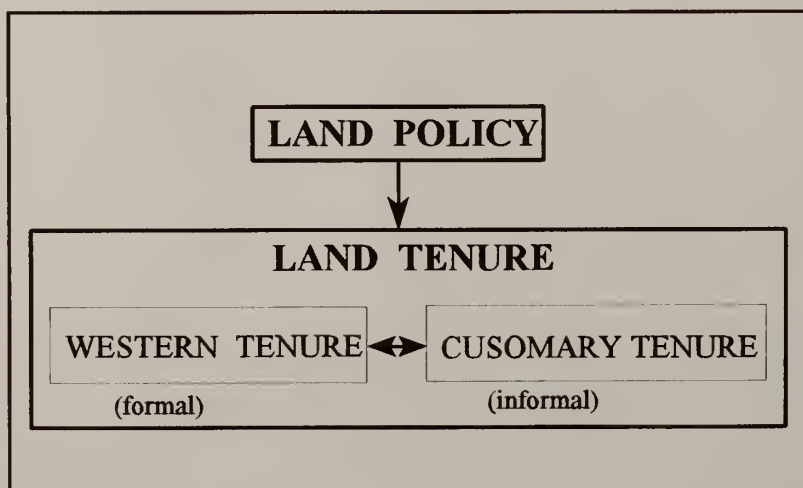 LAND POLICY
LAND TENURE
WESTERN TENURE CUSOMARY TENURE
(formal) (informal)